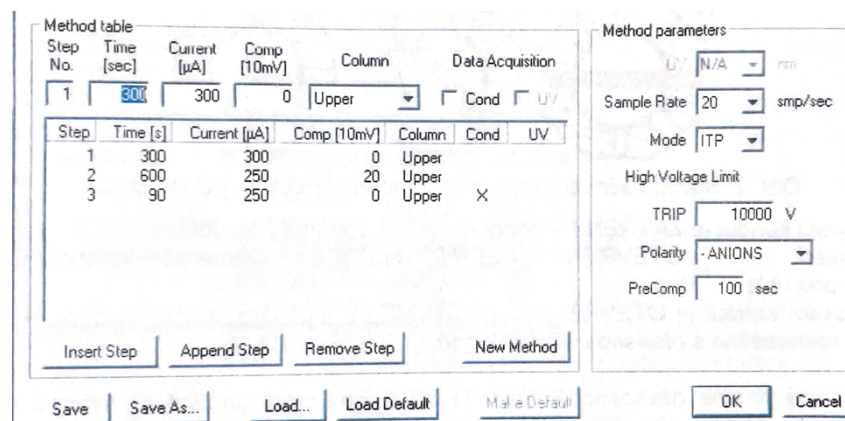 Method table
Step No.
Time [sec]
Current [µA]
Comp [10mV]
Column
Data Acquisition
1 300 300 0 Upper Cond UV
Step Time [s] Current [µA] Comp [10mV] Column Cond UV
1 300 300 0 Upper
2 600 250 20 Upper
3 90 250 0 Upper X
Insert Step Append Step Remove Step New Method
Method parameters
UV N/A nm
Sample Rate 20 smp/sec
Mode ITP
High Voltage Limit
TRIP 10000 V
Polarity - ANIONS
PreComp 100 sec
Save Save As... Load... Load Default Make Default OK Cancel